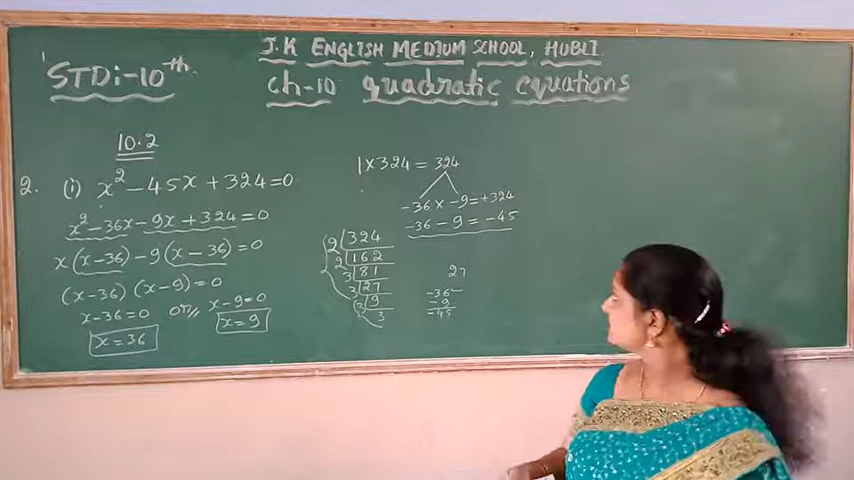 J.K ENGLISH MEDIUM SCHOOL, HUBLI.
STDi-10th.
ch-10 quadratic equations
10.2
2. (i) x² - 45x + 324 = 0
x² - 36x - 9x + 324 = 0
x(x-36) - 9(x-36) = 0
(x-36) (x-9) = 0
x-36=0 or x-9=0
x=36 x=9
1 x 324 = 324
-36 x -9 = +324
-36 - 9 = -45
2 324
2 162
3 81
3 27
3 9
3
27
-36
-9
-45